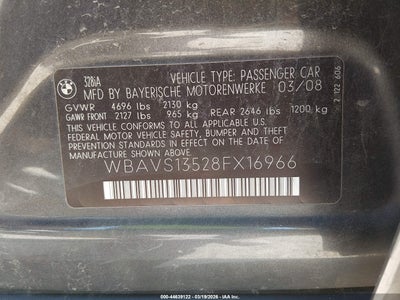 BMW
328iA
VEHICLE TYPE: PASSENGER CAR
MFD BY BAYERISCHE MOTORENWERKE 03/08
GVWR 4696 lbs 2130 kg
GAWR FRONT 2127 lbs 965 kg REAR 2646 lbs 1200 kg
THIS VEHICLE CONFORMS TO ALL APPLICABLE
FEDERAL MOTOR VEHICLE SAFETY, BUMPER AND THEFT
PREVENTION STANDARDS IN EFFECT ON THE DATE
OF MANUFACTURE SHOWN ABOVE.
WBAVS13528FX16966
000-44639122 - 03/19/2026 - IAA Inc.